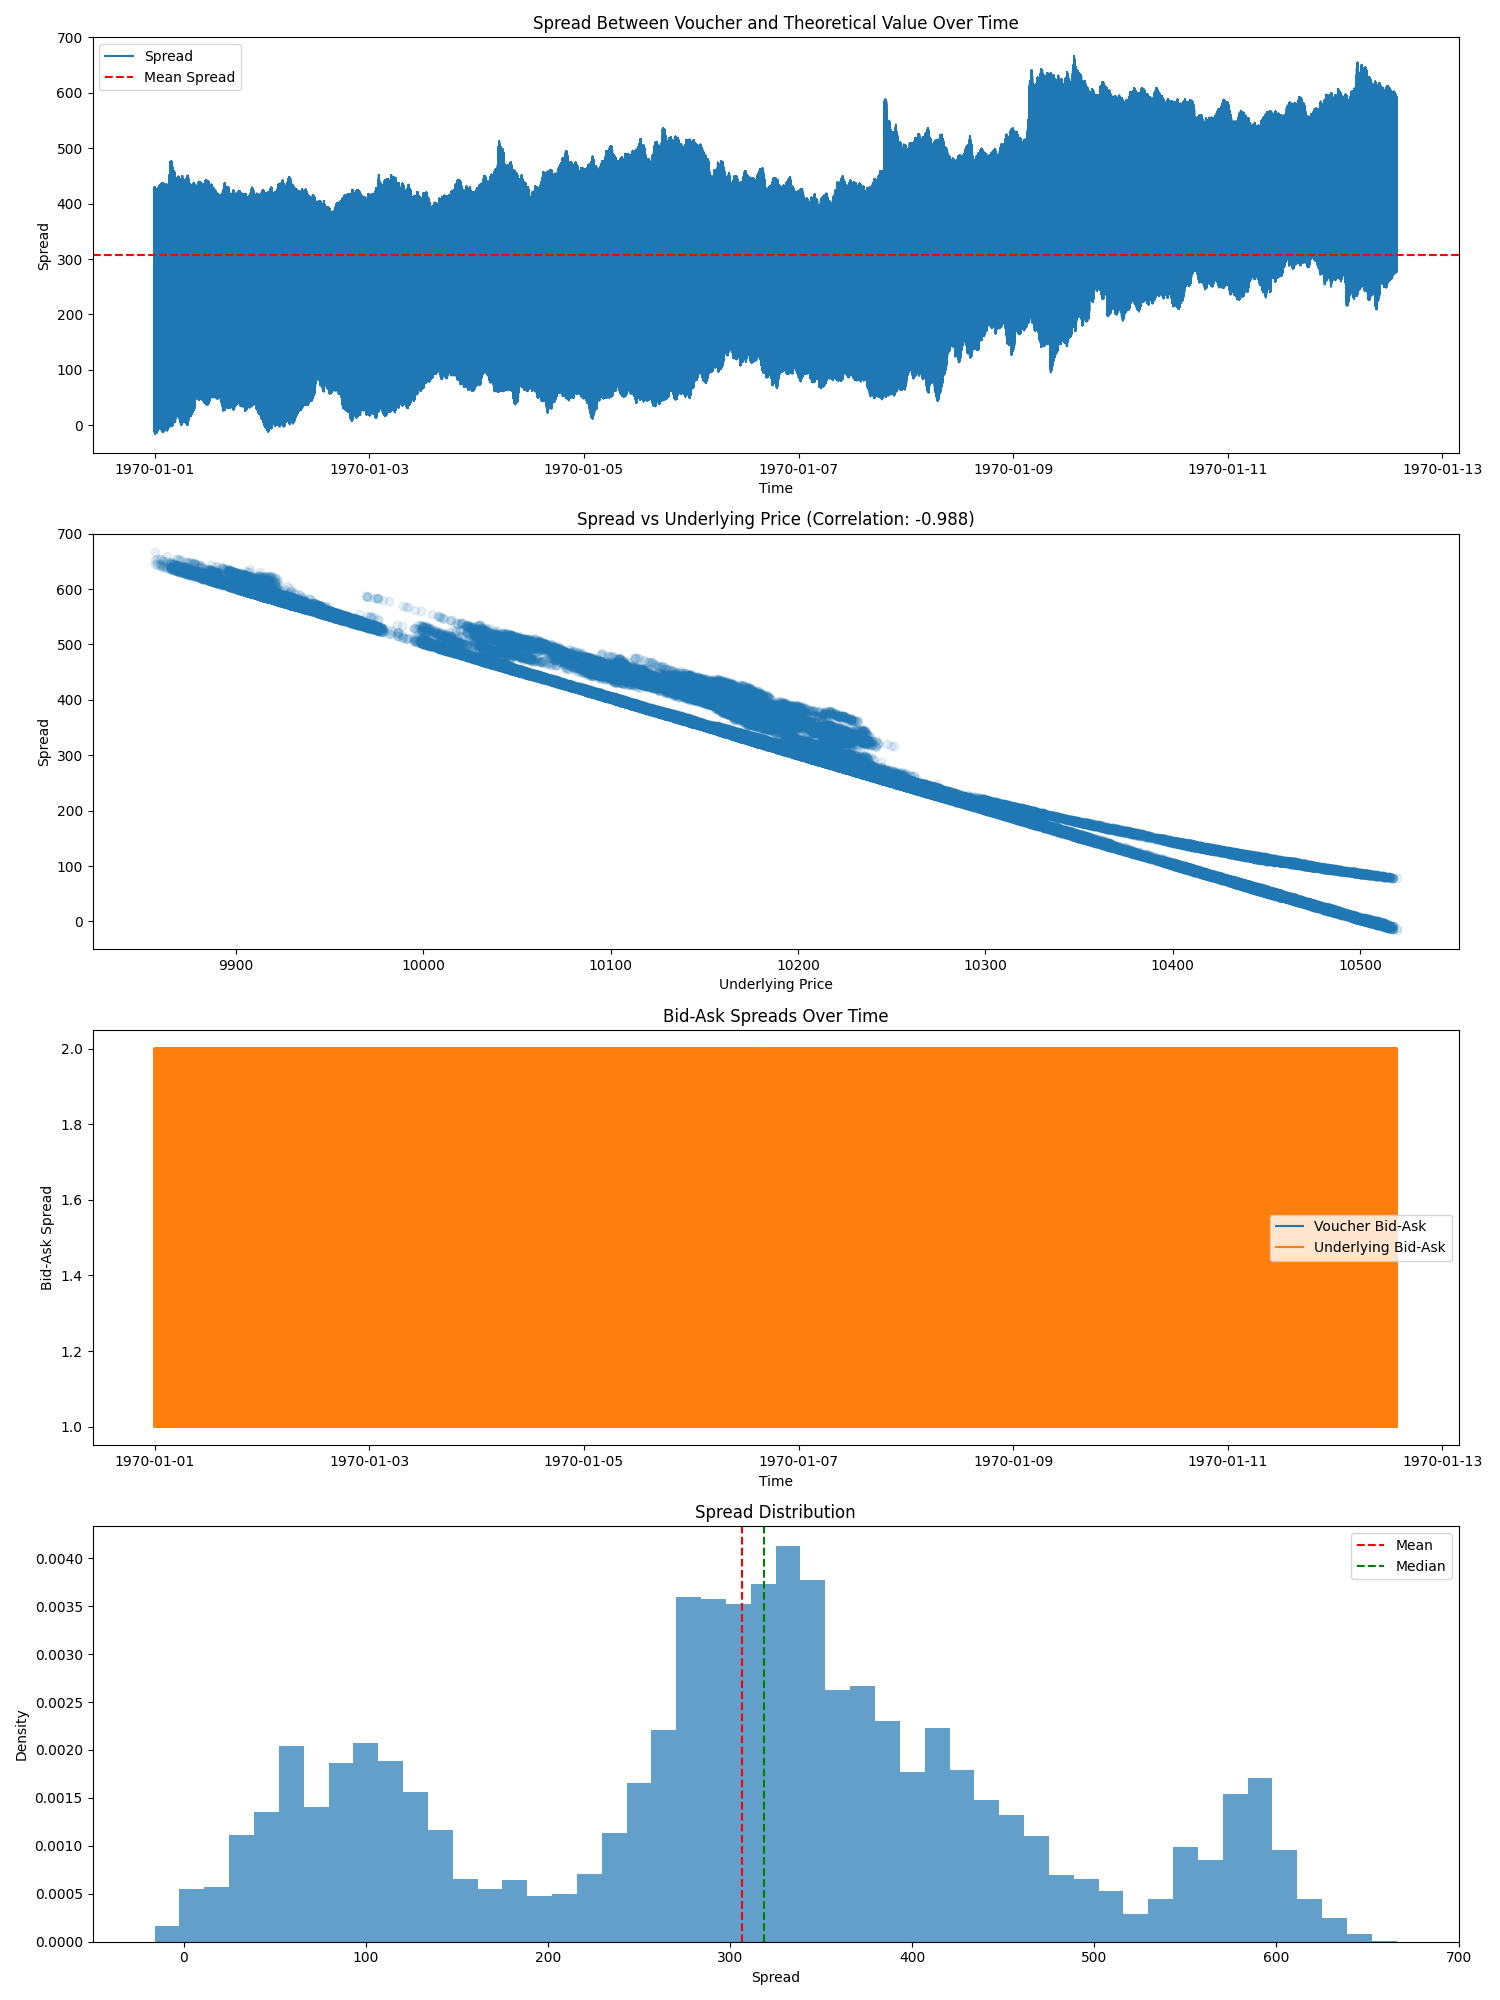 Spread Between Voucher and Theoretical Value Over Time
700
600
500
400
300
200
100
0
Spread
Spread
Mean Spread
1970-01-01 1970-01-03 1970-01-05 1970-01-07 1970-01-09 1970-01-11 1970-01-13
Time
Spread vs Underlying Price (Correlation: -0.988)
700
600
500
400
300
200
100
0
Spread
9900 10000 10100 10200 10300 10400 10500
Underlying Price
Bid-Ask Spreads Over Time
2.0
1.8
1.6
1.4
1.2
1.0
Bid-Ask Spread
Voucher Bid-Ask
Underlying Bid-Ask
1970-01-01 1970-01-03 1970-01-05 1970-01-07 1970-01-09 1970-01-11 1970-01-13
Time
Spread Distribution
0.0040
0.0035
0.0030
0.0025
0.0020
0.0015
0.0010
0.0005
0.0000
Density
Mean
Median
0 100 200 300 400 500 600 700
Spread